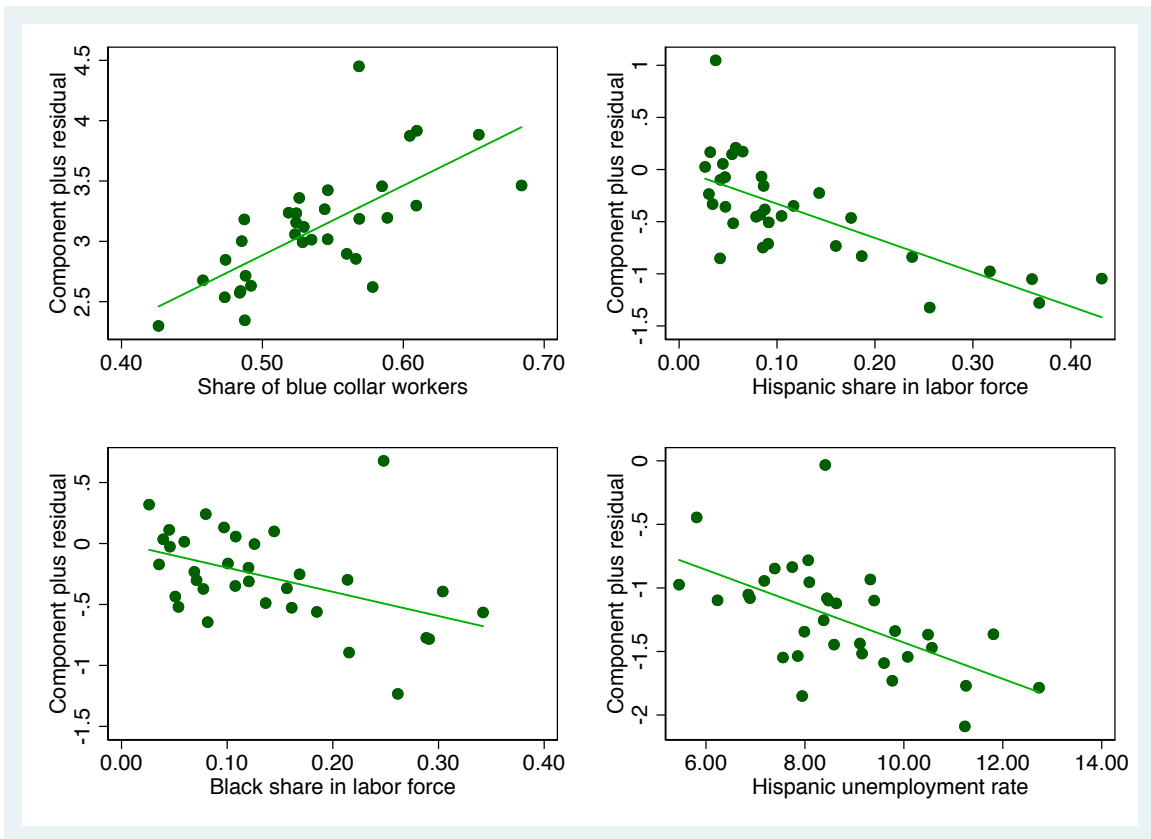 Component plus residual
4.5
4
3.5
3
2.5
0.40 0.50 0.60 0.70
Share of blue collar workers
Component plus residual
1
.5
0
-.5
-1
-1.5
0.00 0.10 0.20 0.30 0.40
Hispanic share in labor force
Component plus residual
.5
0
-.5
-1
-1.5
0.00 0.10 0.20 0.30 0.40
Black share in labor force
Component plus residual
0
-.5
-1
-1.5
-2
6.00 8.00 10.00 12.00 14.00
Hispanic unemployment rate